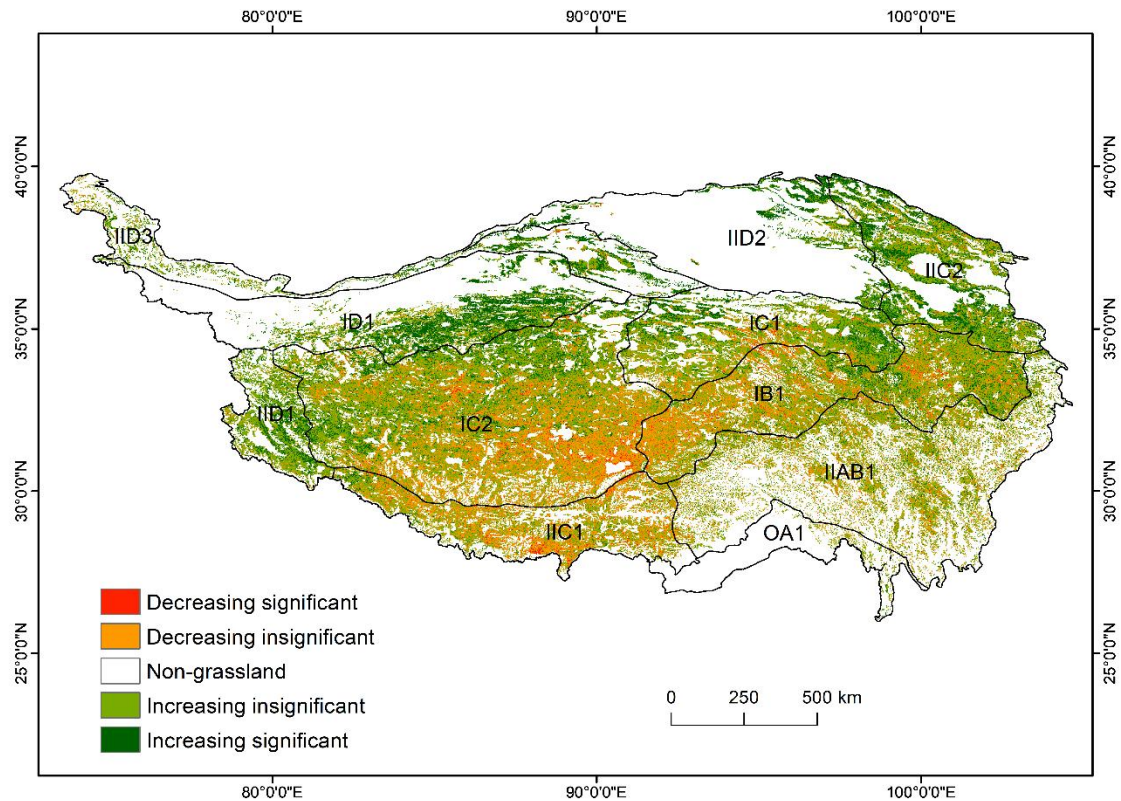 80°0'0"E 90°0'0"E 100°0'0"E
40°0'0"N 40°0'0"N
IID3
IID2
IIC2
ID1
IC1
35°0'0"N 35°0'0"N
IID1
IC2
IB1
IIAB1
30°0'0"N 30°0'0"N
IIC1
OA1
Decreasing significant
Decreasing insignificant
Non-grassland
Increasing insignificant
Increasing significant
25°0'0"N 25°0'0"N
0 250 500 km
80°0'0"E 90°0'0"E 100°0'0"E